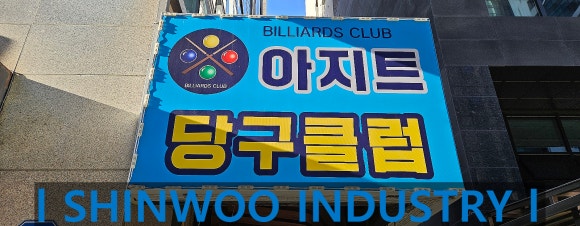 BILLIARDS CLUB
BILLIARDS CLUB
아지트
당구클럽
| SHINWOO INDUSTRY |